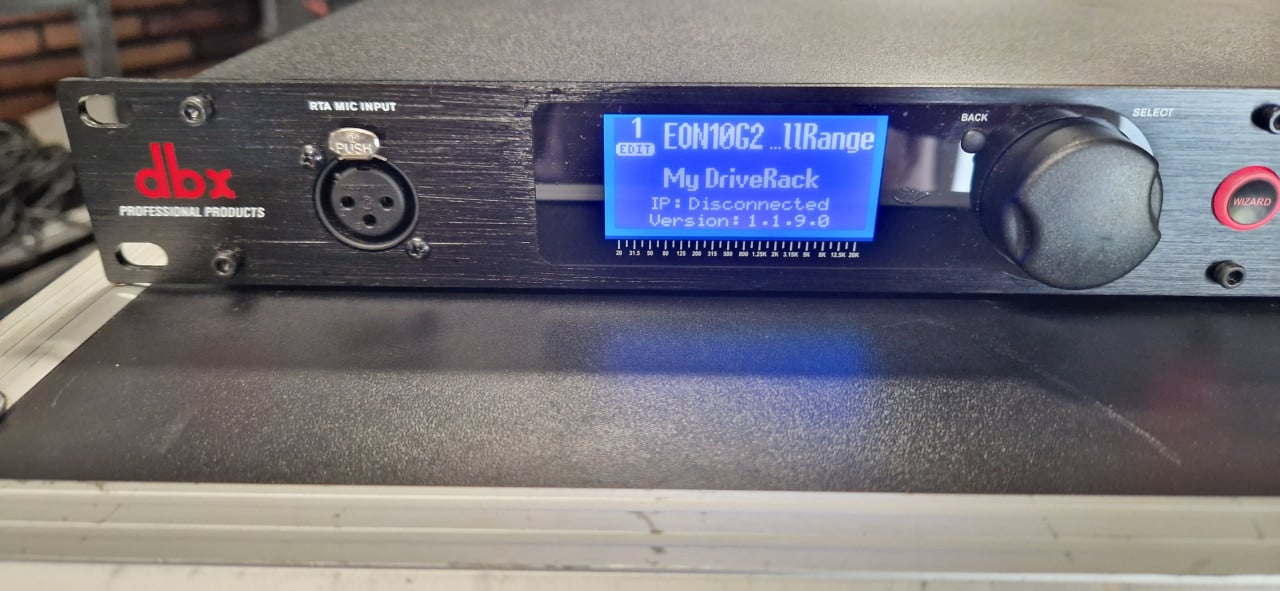 RTA MIC INPUT
PUSH
dbx
PROFESSIONAL PRODUCTS
1
EDIT
EON10G2 …llRange
My DriveRack
IP: Disconnected
Version: 1.1.9.0
20 31.5 50 80 125 200 315 500 800 1.25K 2K 3.15K 5K 8K 12.5K 20K
BACK
SELECT
WIZARD